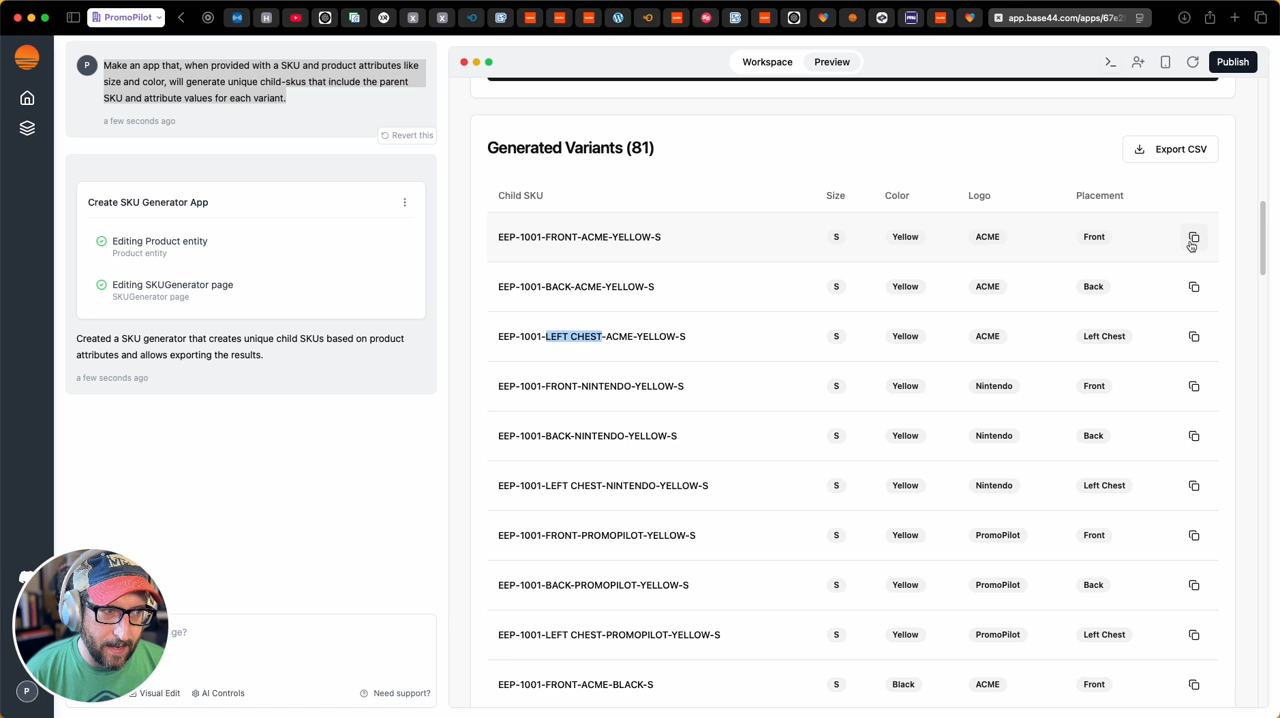 PromoPilot
app.base44.com/apps/67e2
P
Make an app that, when provided with a SKU and product attributes like
size and color, will generate unique child-skus that include the parent
SKU and attribute values for each variant.
a few seconds ago
Revert this
Create SKU Generator App
Editing Product entity
Product entity
Editing SKUGenerator page
SKUGenerator page
Created a SKU generator that creates unique child SKUs based on product
attributes and allows exporting the results.
a few seconds ago
ge?
Visual Edit
AI Controls
Need support?
P
Workspace
Preview
Publish
Generated Variants (81)
Export CSV
Child SKU Size Color Logo Placement
EEP-1001-FRONT-ACME-YELLOW-S S Yellow ACME Front
EEP-1001-BACK-ACME-YELLOW-S S Yellow ACME Back
EEP-1001-LEFT CHEST-ACME-YELLOW-S S Yellow ACME Left Chest
EEP-1001-FRONT-NINTENDO-YELLOW-S S Yellow Nintendo Front
EEP-1001-BACK-NINTENDO-YELLOW-S S Yellow Nintendo Back
EEP-1001-LEFT CHEST-NINTENDO-YELLOW-S S Yellow Nintendo Left Chest
EEP-1001-FRONT-PROMOPILOT-YELLOW-S S Yellow PromoPilot Front
EEP-1001-BACK-PROMOPILOT-YELLOW-S S Yellow PromoPilot Back
EEP-1001-LEFT CHEST-PROMOPILOT-YELLOW-S S Yellow PromoPilot Left Chest
EEP-1001-FRONT-ACME-BLACK-S S Black ACME Front